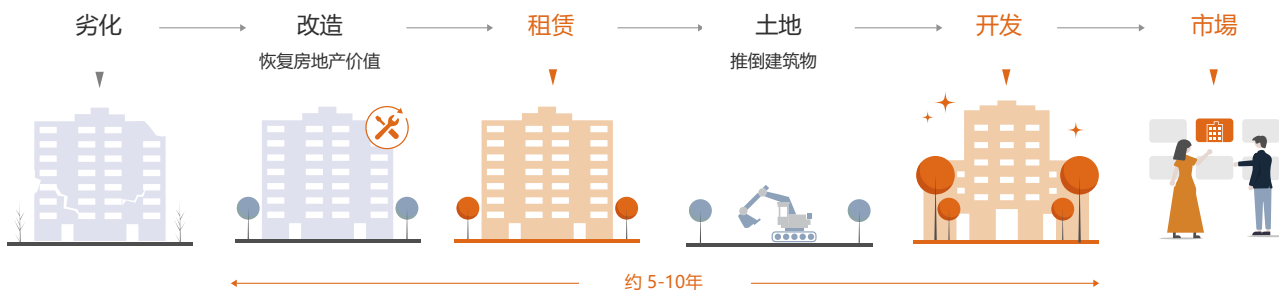 劣化
改造
租赁
土地
开发
市場
恢复房地产价值
推倒建筑物
约 5-10年